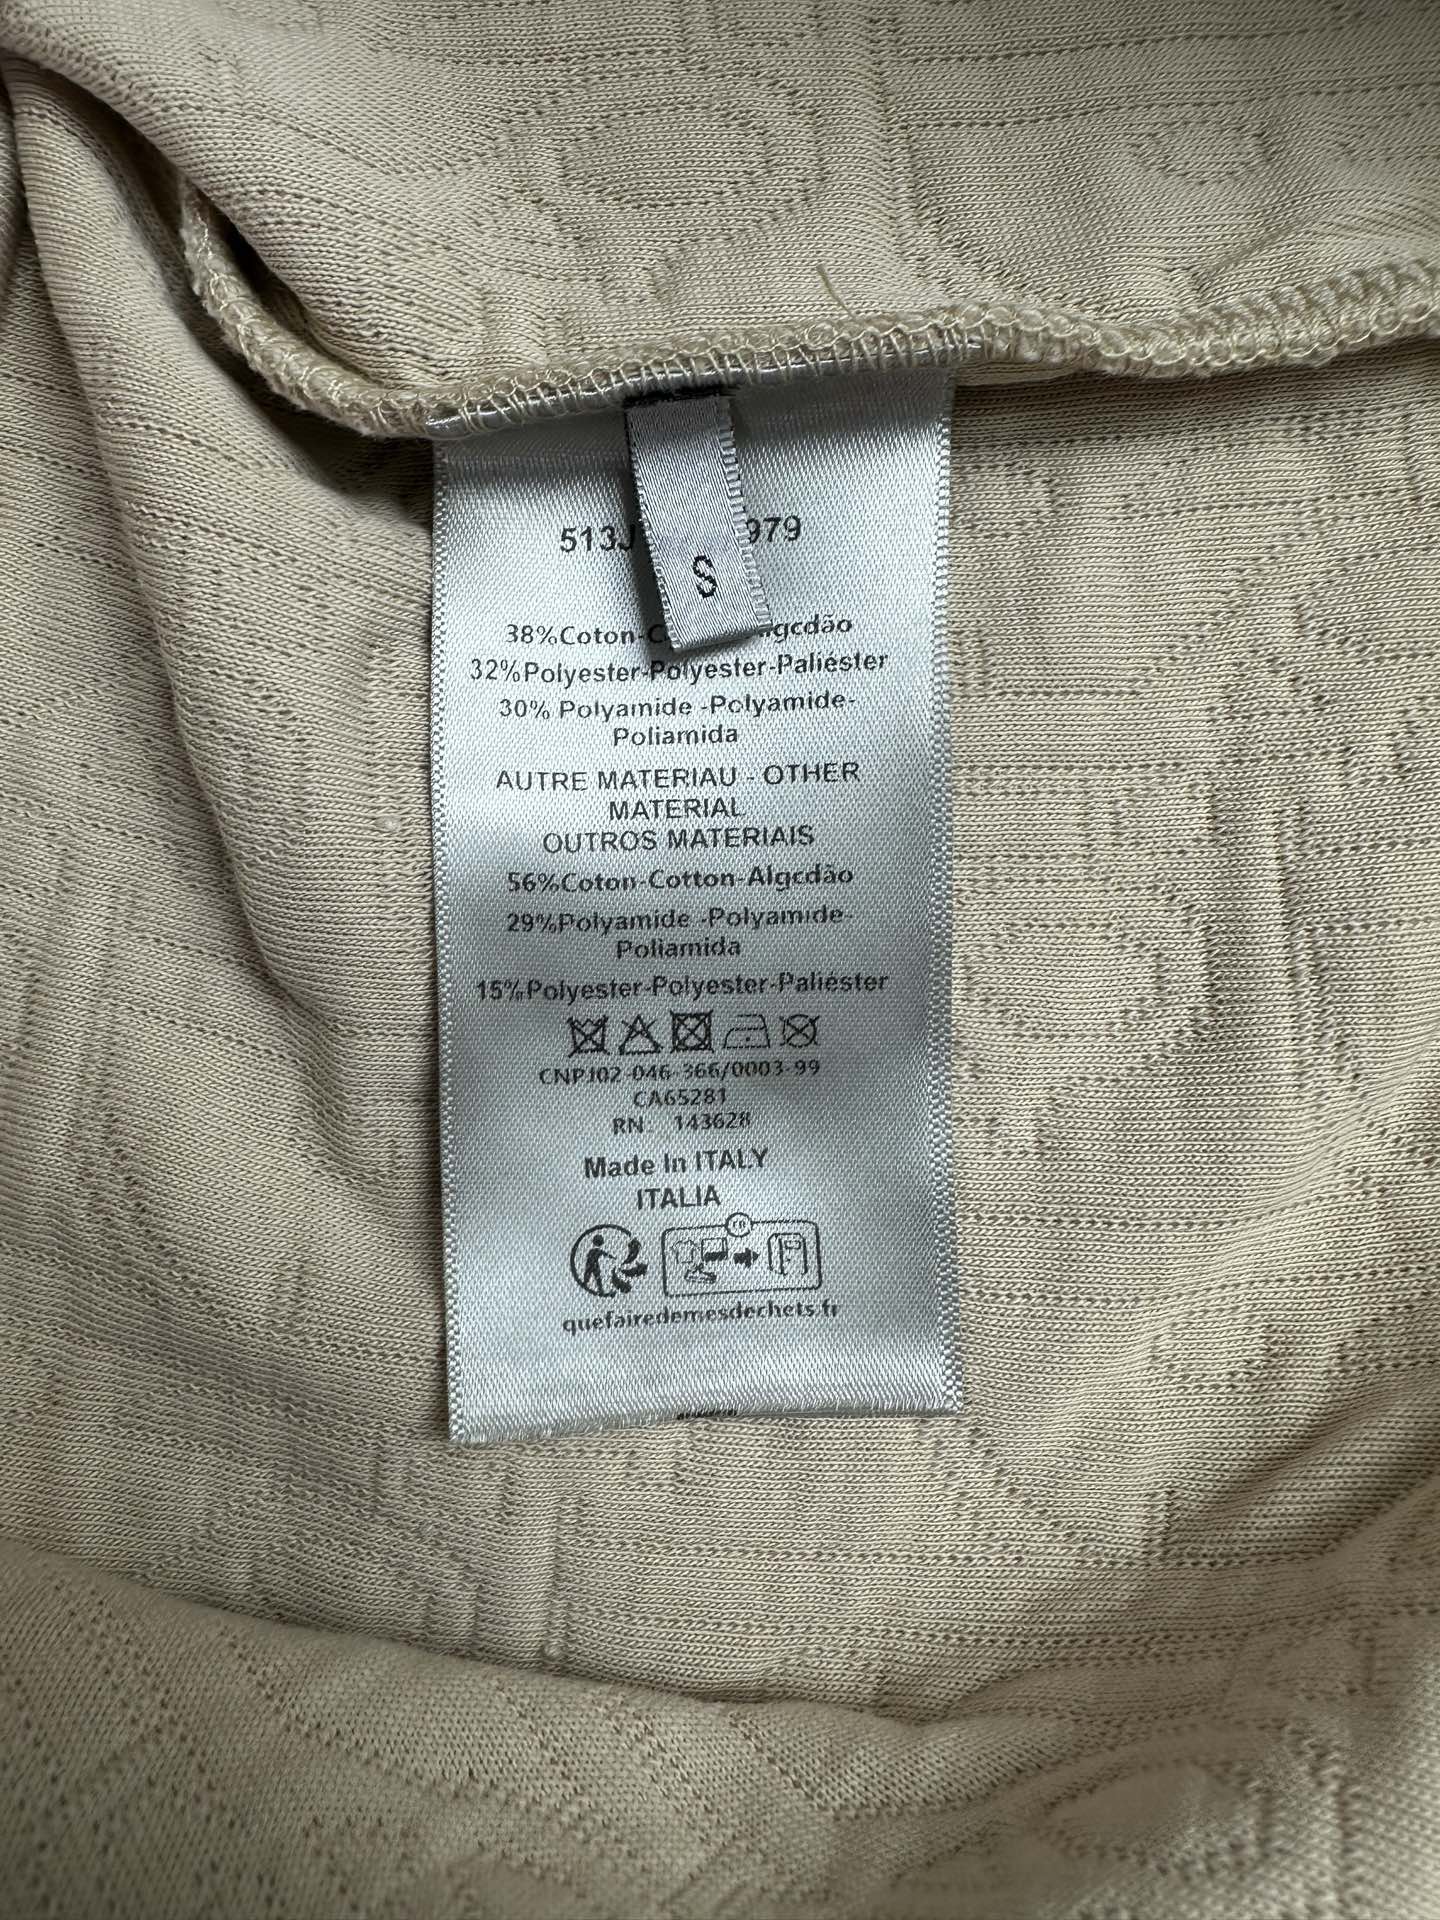 513J 979
S
38%Coton-C Algcdão
32%Polyester-Polyester-Paliéster
30% Polyamide -Polyamide-
Poliamida
AUTRE MATERIAU - OTHER
MATERIAL
OUTROS MATERIAIS
56%Coton-Cotton-Algcdão
29%Polyamide -Polyamide-
Poliamida
15%Polyester-Polyester-Paliéster
CNPJ02-046-366/0003-99
CA65281
RN: 143628
Made In ITALY
ITALIA
quefairedemesdechets.fr